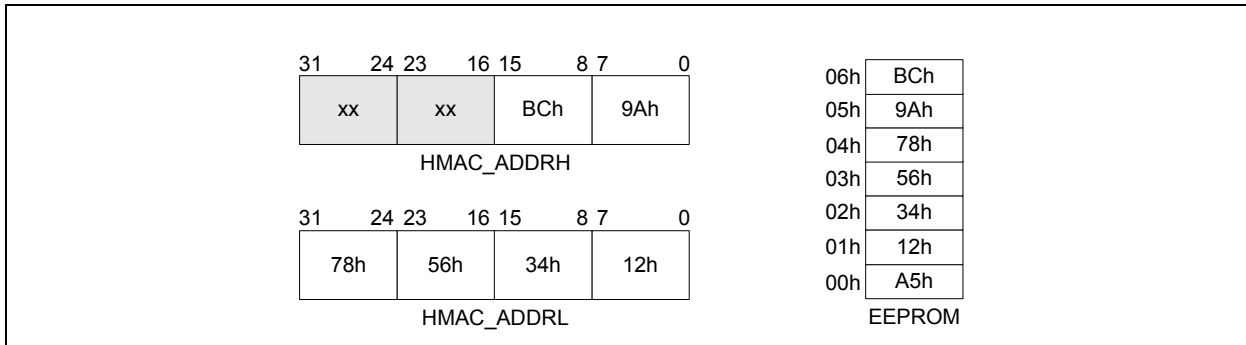 31 24 23 16 15 8 7 0
xx xx BCh 9Ah
HMAC_ADDRH
31 24 23 16 15 8 7 0
78h 56h 34h 12h
HMAC_ADDRL
06h BCh
05h 9Ah
04h 78h
03h 56h
02h 34h
01h 12h
00h A5h
EEPROM